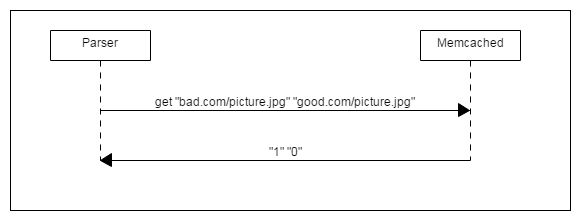 Parser
Memcached
get "bad.com/picture.jpg" "good.com/picture.jpg"
"1" "0"